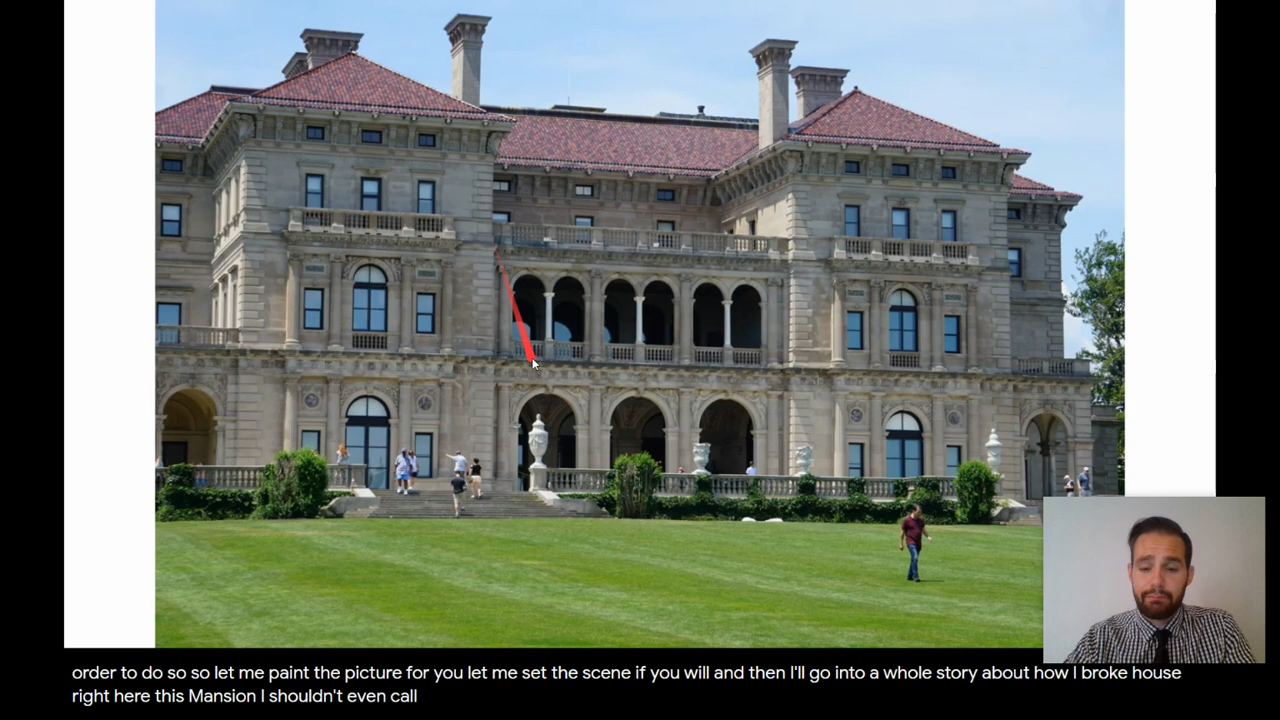 order to do so so let me paint the picture for you let me set the scene if you will and then I'll go into a whole story about how I broke house
right here this Mansion I shouldn't even call